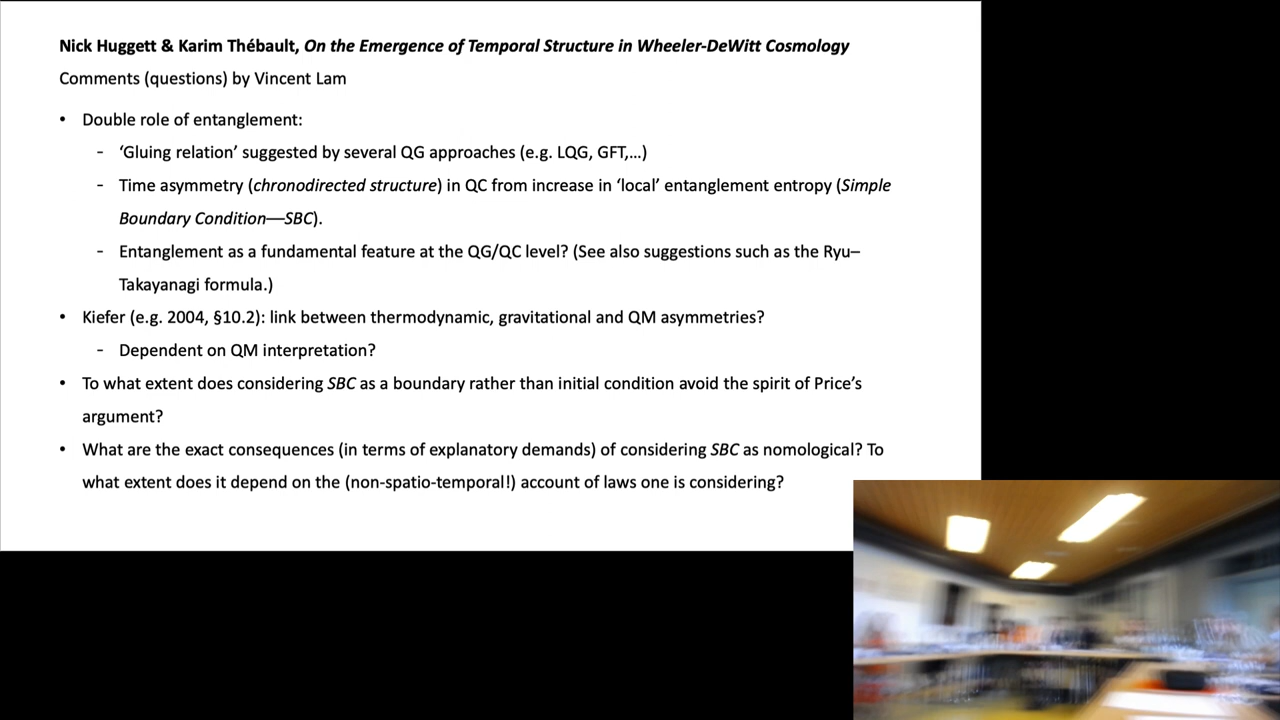 Nick Huggett & Karim Thébault, On the Emergence of Temporal Structure in Wheeler-DeWitt Cosmology
Comments (questions) by Vincent Lam
• Double role of entanglement:
- ‘Gluing relation’ suggested by several QG approaches (e.g. LQG, GFT,…)
- Time asymmetry (chronodirected structure) in QC from increase in ‘local’ entanglement entropy (Simple
Boundary Condition—SBC).
- Entanglement as a fundamental feature at the QG/QC level? (See also suggestions such as the Ryu–
Takayanagi formula.)
• Kiefer (e.g. 2004, §10.2): link between thermodynamic, gravitational and QM asymmetries?
- Dependent on QM interpretation?
• To what extent does considering SBC as a boundary rather than initial condition avoid the spirit of Price’s
argument?
• What are the exact consequences (in terms of explanatory demands) of considering SBC as nomological? To
what extent does it depend on the (non-spatio-temporal!) account of laws one is considering?